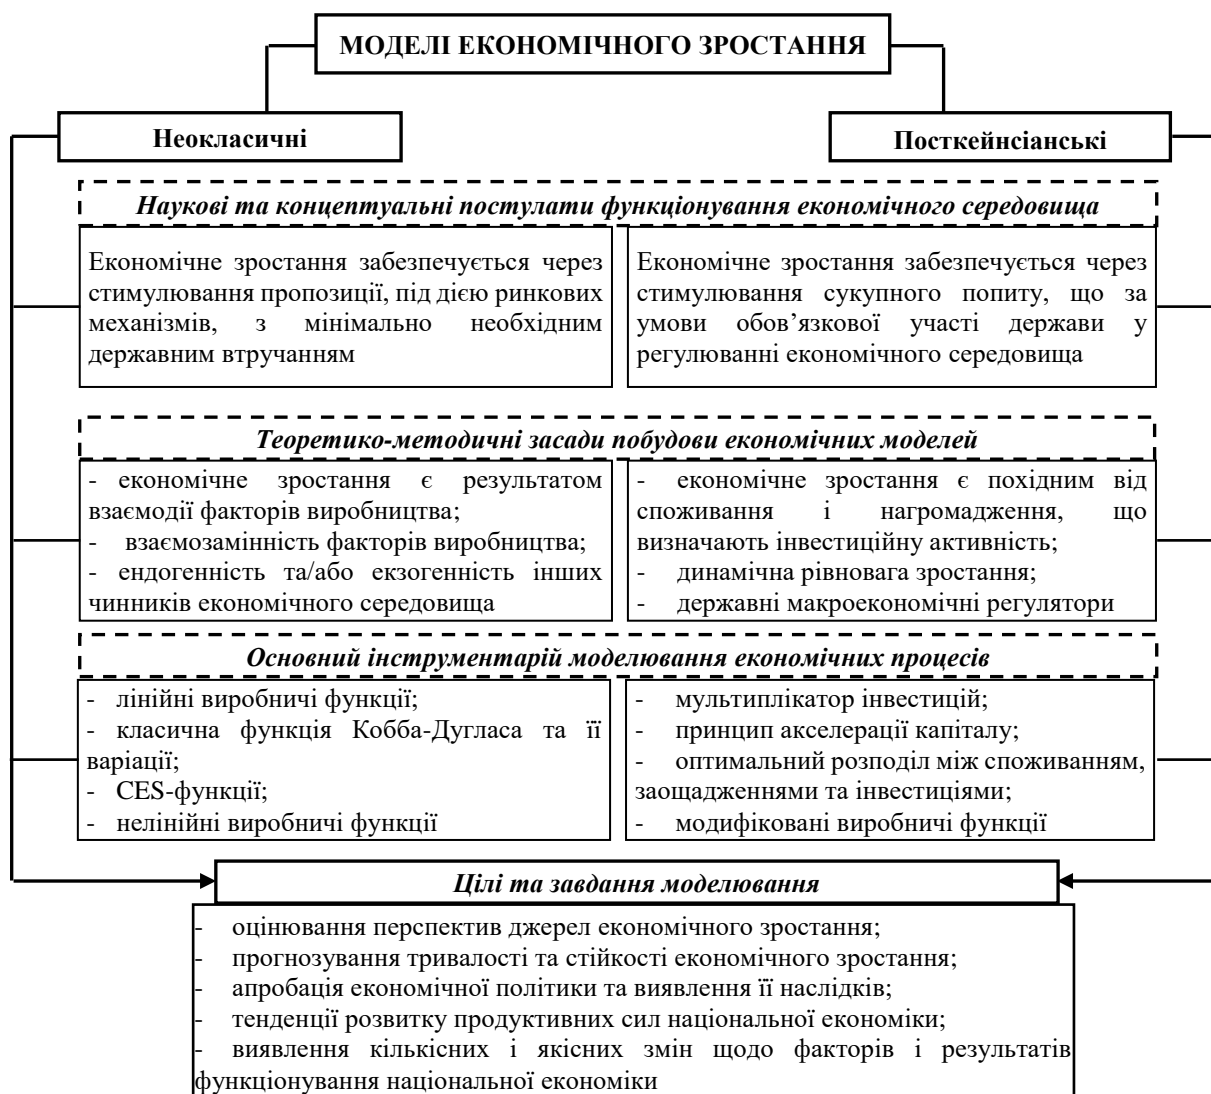 МОДЕЛІ ЕКОНОМІЧНОГО ЗРОСТАННЯ
Неокласичні
Посткейнсіанські
Наукові та концептуальні постулати функціонування економічного середовища
Економічне зростання забезпечується через
стимулювання пропозиції, під дією ринкових
механізмів, з мінімально необхідним
державним втручанням
Економічне зростання забезпечується через
стимулювання сукупного попиту, що за
умови обов’язкової участі держави у
регулюванні економічного середовища
Теоретико-методичні засади побудови економічних моделей
- економічне зростання є результатом
взаємодії факторів виробництва;
- взаємозамінність факторів виробництва;
- ендогенність та/або екзогенність інших
чинників економічного середовища
- економічне зростання є похідним від
споживання і нагромадження, що
визначають інвестиційну активність;
- динамічна рівновага зростання;
- державні макроекономічні регулятори
Основний інструментарій моделювання економічних процесів
- лінійні виробничі функції;
- класична функція Кобба-Дугласа та її
варіації;
- CES-функції;
- нелінійні виробничі функції
- мультиплікатор інвестицій;
- принцип акселерації капіталу;
- оптимальний розподіл між споживанням,
заощадженнями та інвестиціями;
- модифіковані виробничі функції
Цілі та завдання моделювання
- оцінювання перспектив джерел економічного зростання;
- прогнозування тривалості та стійкості економічного зростання;
- апробація економічної політики та виявлення її наслідків;
- тенденції розвитку продуктивних сил національної економіки;
- виявлення кількісних і якісних змін щодо факторів і результатів
функціонування національної економіки